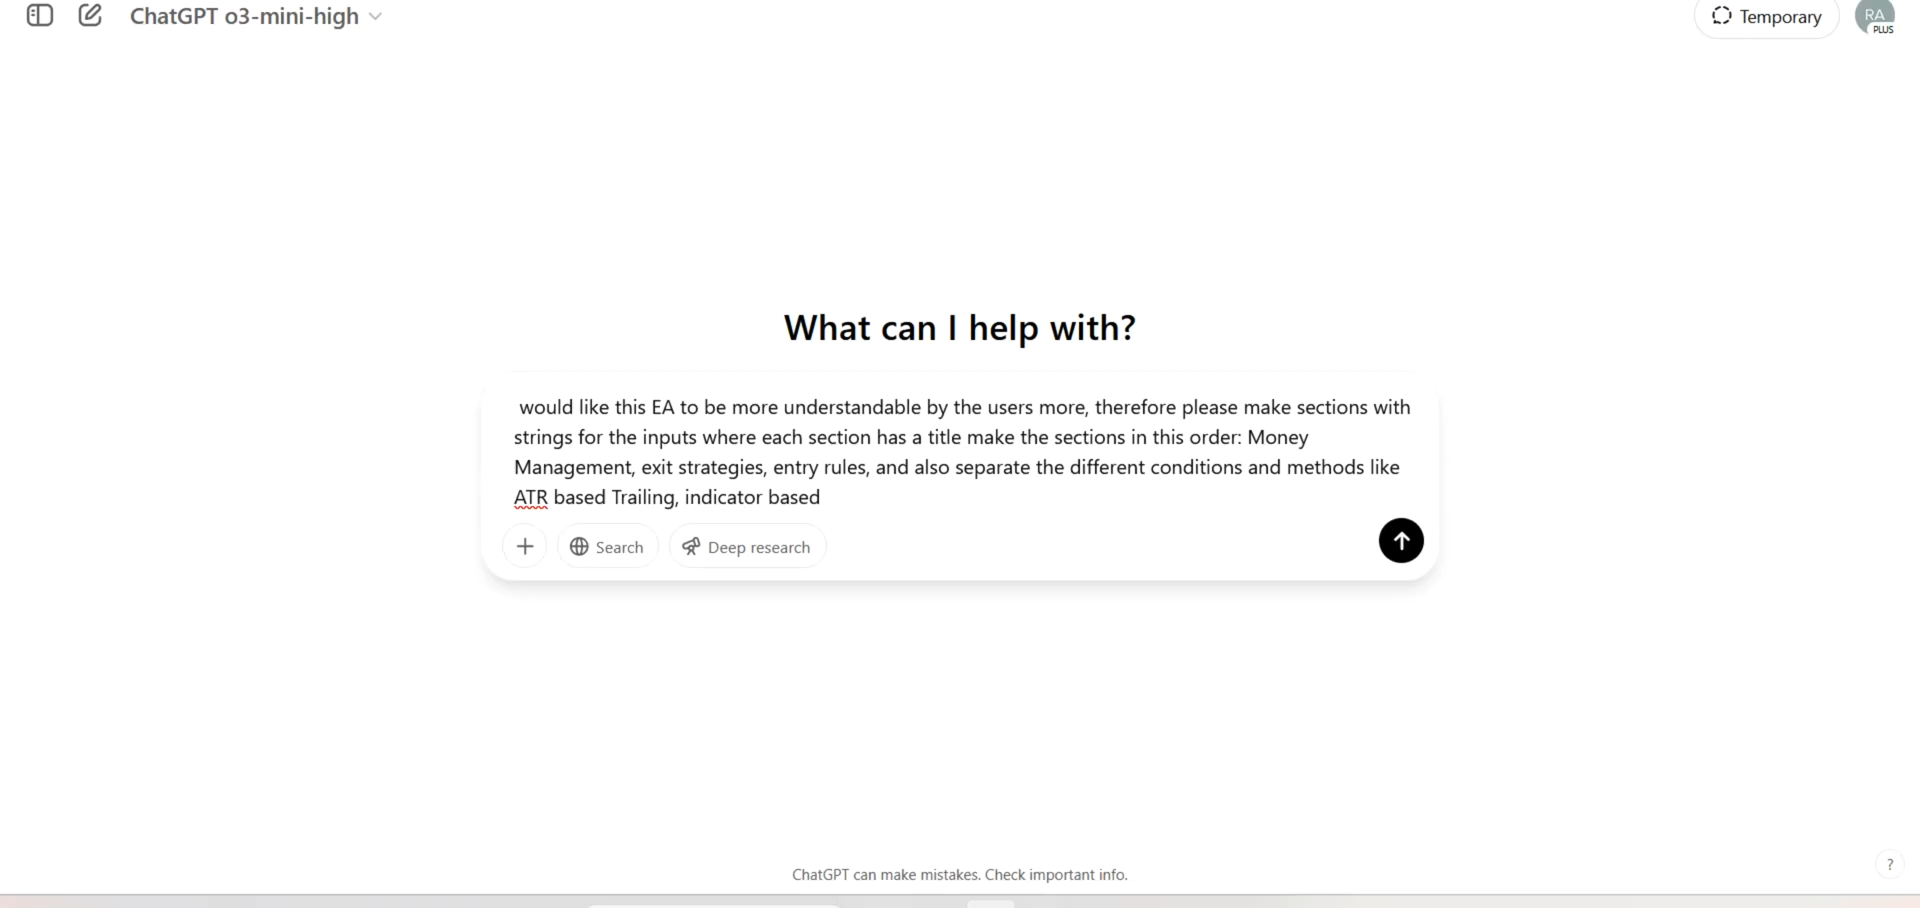 ChatGPT o3-mini-high
Temporary
RA
PLUS
What can I help with?
would like this EA to be more understandable by the users more, therefore please make sections with
strings for the inputs where each section has a title make the sections in this order: Money
Management, exit strategies, entry rules, and also separate the different conditions and methods like
ATR based Trailing, indicator based
Search
Deep research
ChatGPT can make mistakes. Check important info.
?